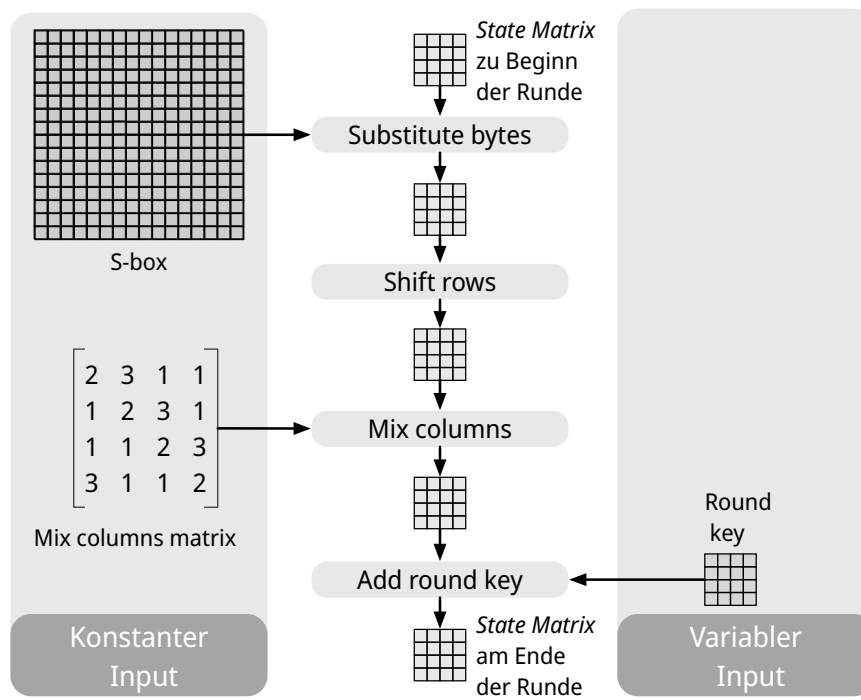 State Matrix
zu Beginn
der Runde
Substitute bytes
S-box
Shift rows
2 3 1 1
1 2 3 1
1 1 2 3
3 1 1 2
Mix columns matrix
Mix columns
Round
key
Add round key
State Matrix
am Ende
der Runde
Konstanter
Input
Variabler
Input